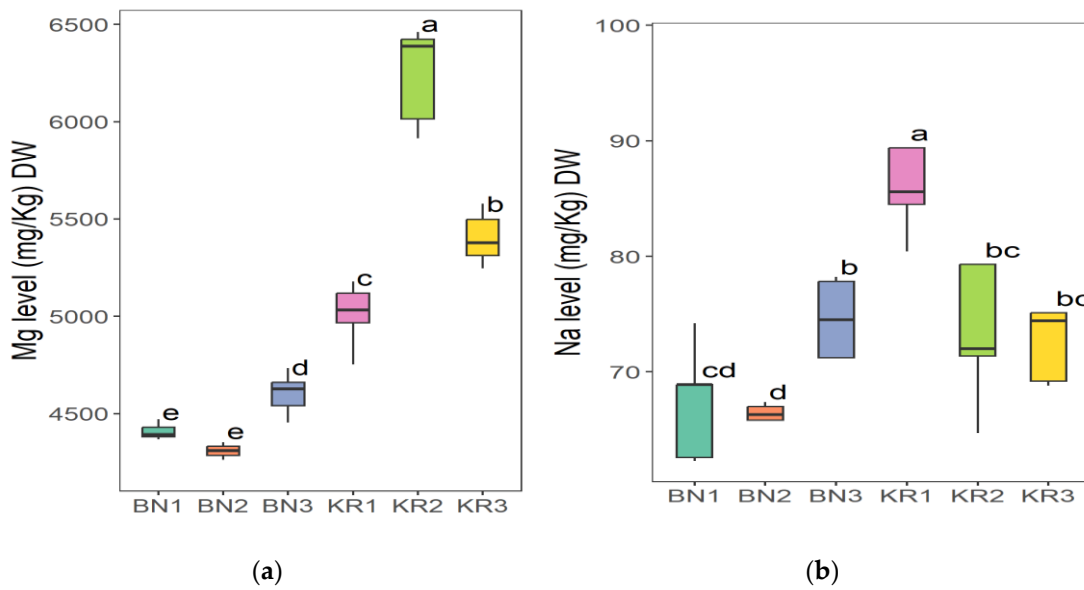 Mg level (mg/Kg) DW
6500
6000
5500
5000
4500
a
b
c
d
e
e
BN1 BN2 BN3 KR1 KR2 KR3
(a)
Na level (mg/Kg) DW
100
90
80
70
a
b
bc
bc
cd
d
BN1 BN2 BN3 KR1 KR2 KR3
(b)